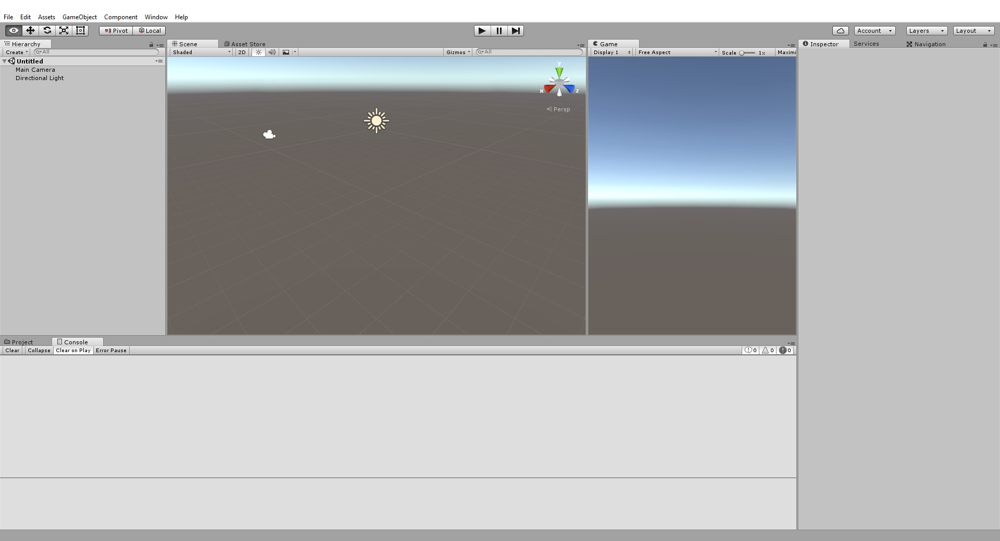 File Edit Assets GameObject Component Window Help
Pivot Local Account Layers Layout
Hierarchy
Create All
Untitled
Main Camera
Directional Light
Scene Asset Store
Shaded 2D Gizmos All
y
x z
Persp
Game
Display 1 Free Aspect Scale 1x Maximi
Inspector Services Navigation
Project Console
Clear Collapse Clear on Play Error Pause 0 0 0